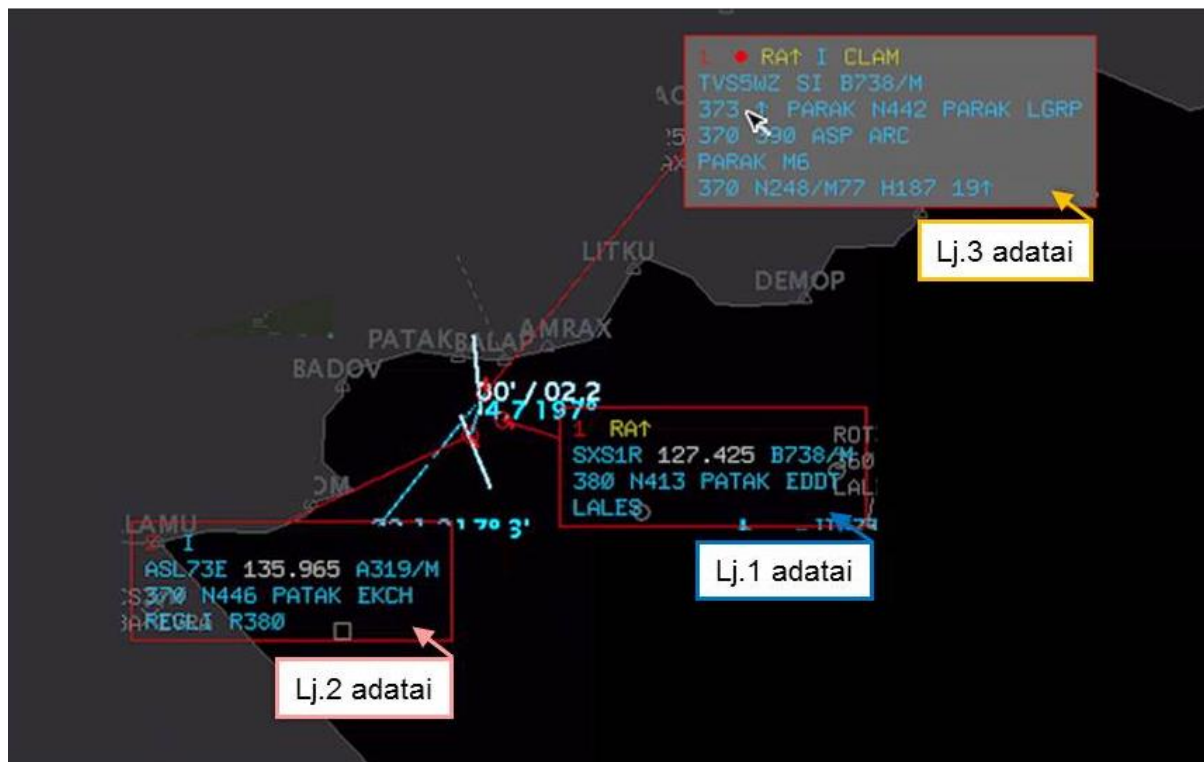 1 ● RA↑ I CLAM
TVS5WZ SI B738/M
373 ↑ PARAK N442 PARAK LGRP
370 390 ASP ARC
PARAK M6
370 N248/M77 H187 19↑
Lj.3 adatai
LITKU
DEMOP
AMRAX
PATAK
BALAP
BADOV
00' / 02.2
4.7 197°
1 RA↑
SXS1R 127.425 B738/M
380 N413 PATAK EDDT
LALES
Lj.1 adatai
LAMU
I
ASL73E 135.965 A319/M
370 N446 PATAK EKCH
REGLI R380
Lj.2 adatai